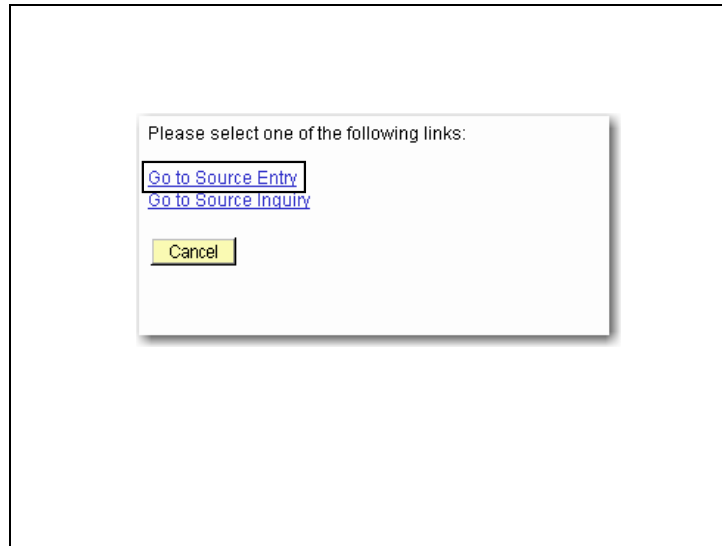 Please select one of the following links:
Go to Source Entry
Go to Source Inquiry
Cancel